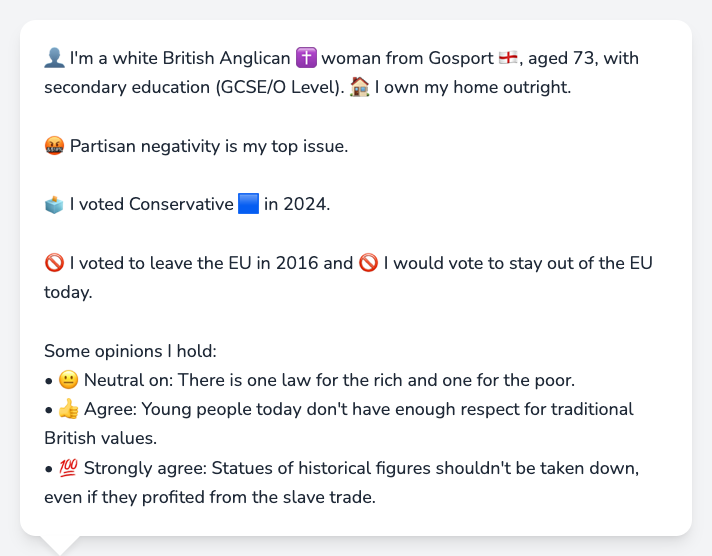 👤 I'm a white British Anglican ✝️ woman from Gosport 🏴󠁧󠁢󠁥󠁮󠁧󠁿, aged 73, with
secondary education (GCSE/O Level). 🏠 I own my home outright.
🤬 Partisan negativity is my top issue.
🗳️ I voted Conservative 🟦 in 2024.
🚫 I voted to leave the EU in 2016 and 🚫 I would vote to stay out of the EU
today.
Some opinions I hold:
• 😐 Neutral on: There is one law for the rich and one for the poor.
• 👍 Agree: Young people today don't have enough respect for traditional
British values.
• 💯 Strongly agree: Statues of historical figures shouldn't be taken down,
even if they profited from the slave trade.